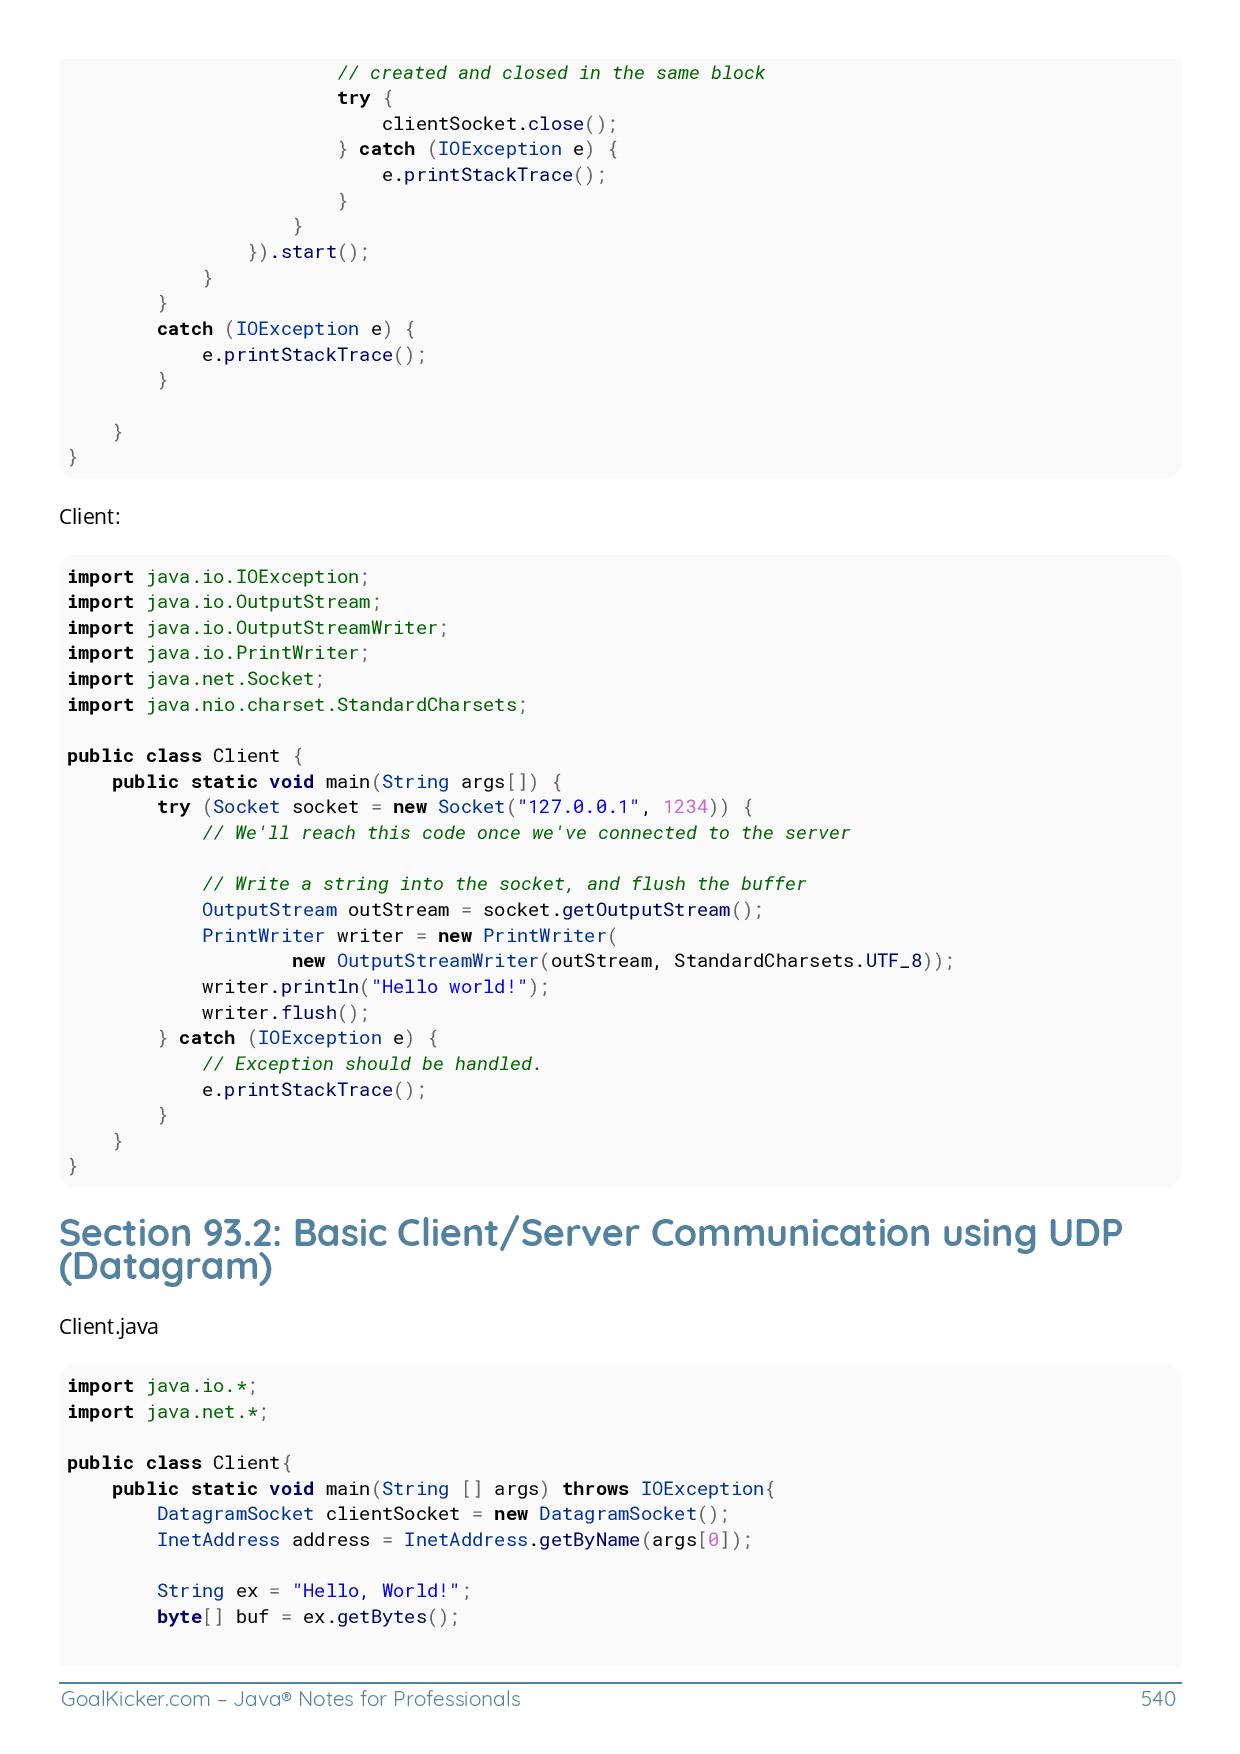 // created and closed in the same block
                        try {
                            clientSocket.close();
                        } catch (IOException e) {
                            e.printStackTrace();
                        }
                    }
                }).start();
            }
        }
        catch (IOException e) {
            e.printStackTrace();
        }

    }
}
Client:
import java.io.IOException;
import java.io.OutputStream;
import java.io.OutputStreamWriter;
import java.io.PrintWriter;
import java.net.Socket;
import java.nio.charset.StandardCharsets;

public class Client {
    public static void main(String args[]) {
        try (Socket socket = new Socket("127.0.0.1", 1234)) {
            // We'll reach this code once we've connected to the server

            // Write a string into the socket, and flush the buffer
            OutputStream outStream = socket.getOutputStream();
            PrintWriter writer = new PrintWriter(
                    new OutputStreamWriter(outStream, StandardCharsets.UTF_8));
            writer.println("Hello world!");
            writer.flush();
        } catch (IOException e) {
            // Exception should be handled.
            e.printStackTrace();
        }
    }
}
Section 93.2: Basic Client/Server Communication using UDP
(Datagram)
Client.java
import java.io.*;
import java.net.*;

public class Client{
    public static void main(String [] args) throws IOException{
        DatagramSocket clientSocket = new DatagramSocket();
        InetAddress address = InetAddress.getByName(args[0]);

        String ex = "Hello, World!";
        byte[] buf = ex.getBytes();

GoalKicker.com – Java® Notes for Professionals 540